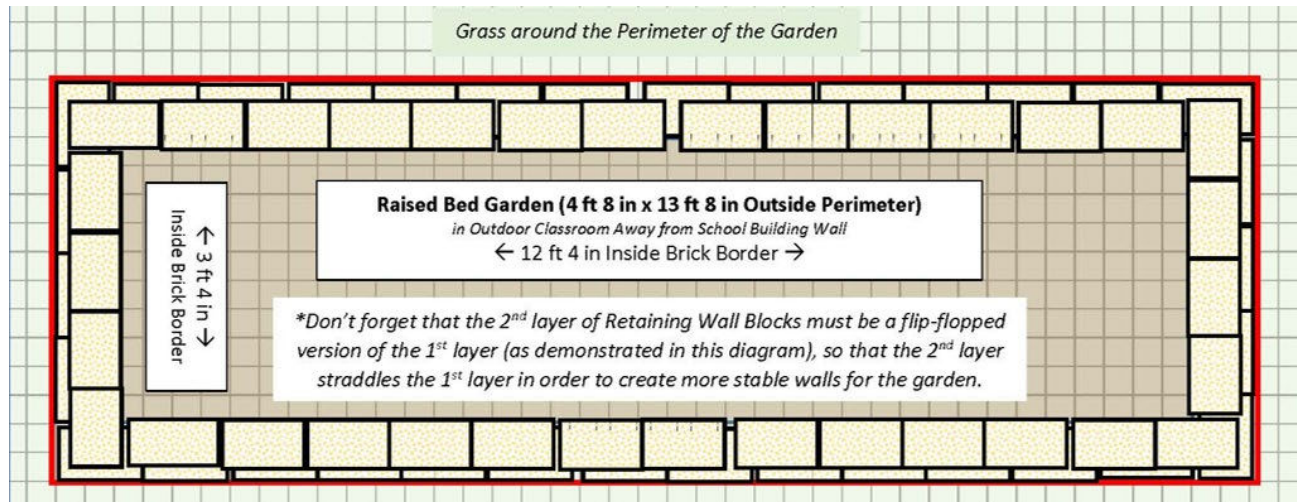 Grass around the Perimeter of the Garden
Raised Bed Garden (4 ft 8 in x 13 ft 8 in Outside Perimeter)
in Outdoor Classroom Away from School Building Wall
← 12 ft 4 in Inside Brick Border →
← 3 ft 4 in →
Inside Brick Border
*Don't forget that the 2nd layer of Retaining Wall Blocks must be a flip-flopped
version of the 1st layer (as demonstrated in this diagram), so that the 2nd layer
straddles the 1st layer in order to create more stable walls for the garden.